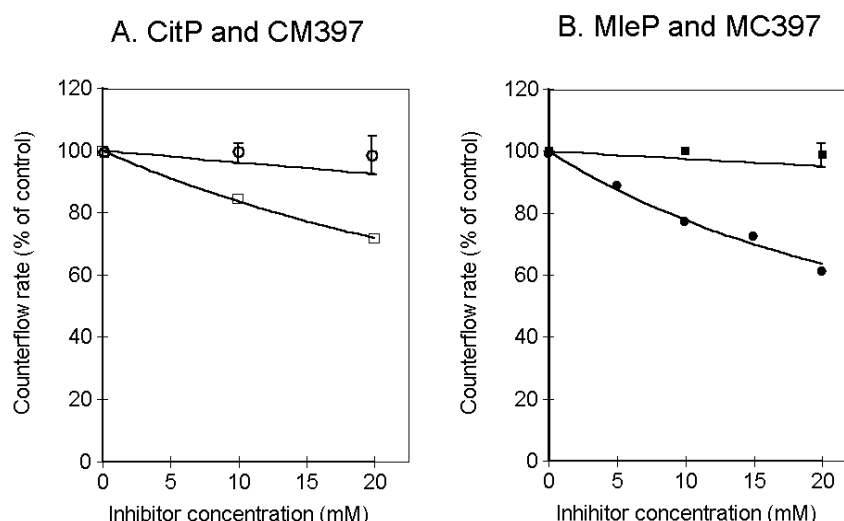 A. CitP and CM397
B. MleP and MC397
Counterflow rate (% of control)
120
100
80
60
40
20
0
0 5 10 15 20
Inhibitor concentration (mM)
Counterflow rate (% of control)
120
100
80
60
40
20
0
0 5 10 15 20
Inhibitor concentration (mM)